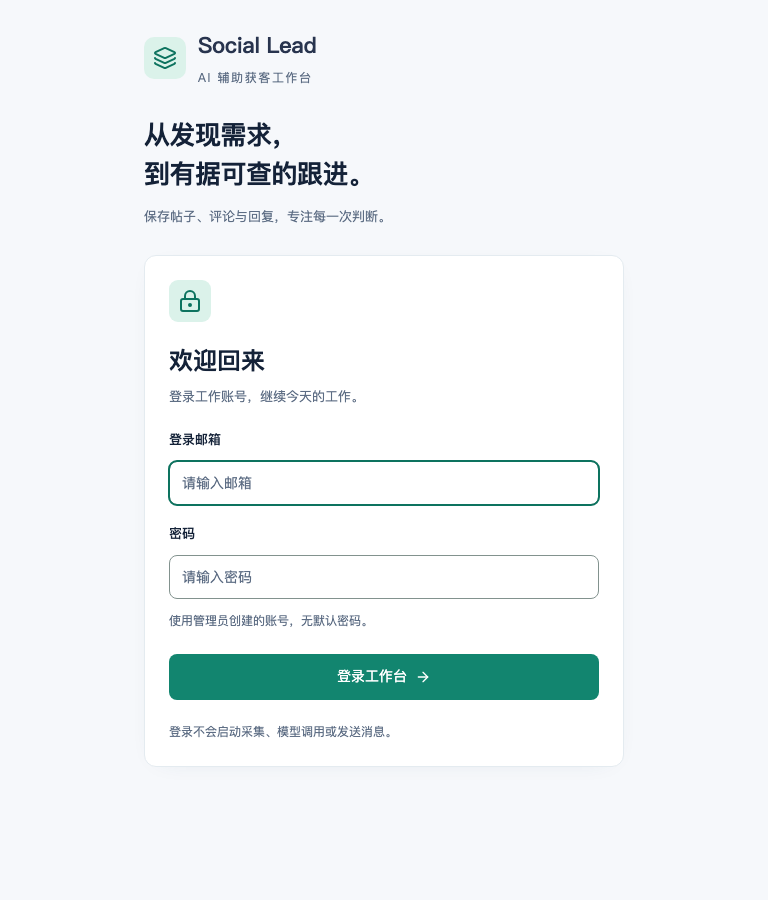 Social Lead
AI 辅助获客工作台
从发现需求，
到有据可查的跟进。
保存帖子、评论与回复，专注每一次判断。
欢迎回来
登录工作账号，继续今天的工作。
登录邮箱
请输入邮箱
密码
请输入密码
使用管理员创建的账号，无默认密码。
登录工作台 →
登录不会启动采集、模型调用或发送消息。